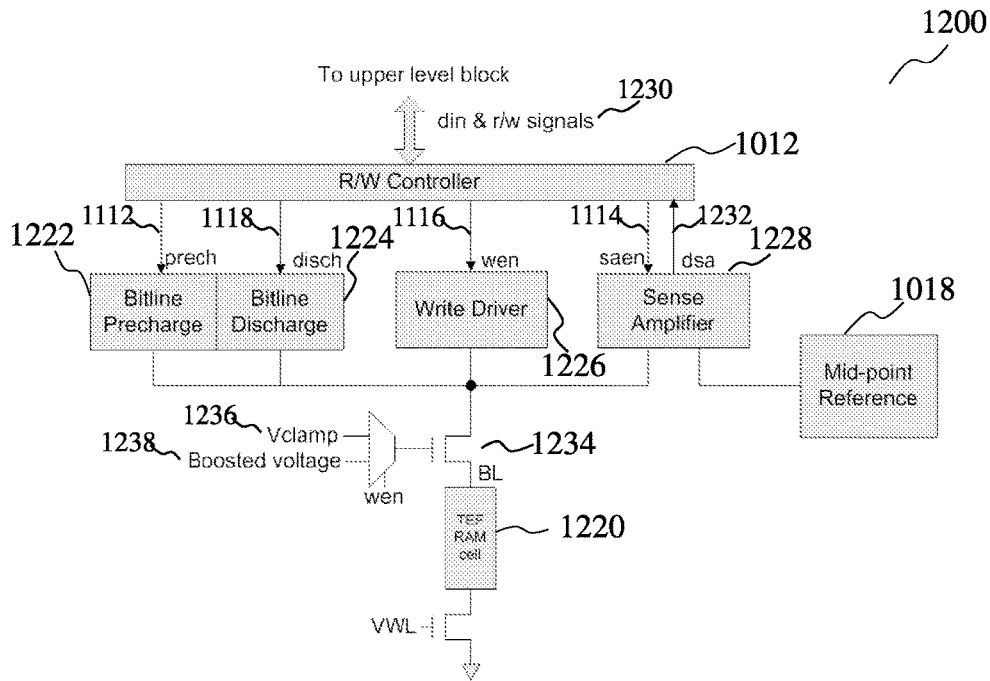 1200
To upper level block
1230
din & r/w signals
1012
R/W Controller
1112
1118
1116
1114
1232
1222
1224
1228
prech
disch
wen
saen
dsa
1018
Bitline
Precharge
Bitline
Discharge
Write Driver
Sense
Amplifier
1226
Mid-point
Reference
1236
Vclamp
1238
Boosted voltage
1234
wen
BL
TEF
RAM
cell
1220
VWL